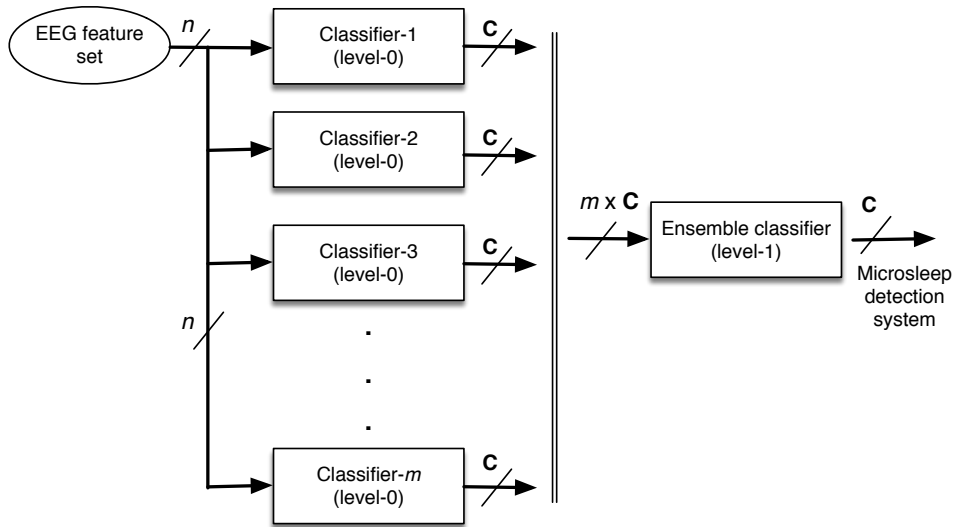 EEG feature
set
n
Classifier-1
(level-0)
C
Classifier-2
(level-0)
C
Classifier-3
(level-0)
C
n
.
.
.
Classifier-m
(level-0)
C
m x C
Ensemble classifier
(level-1)
C
Microsleep
detection
system